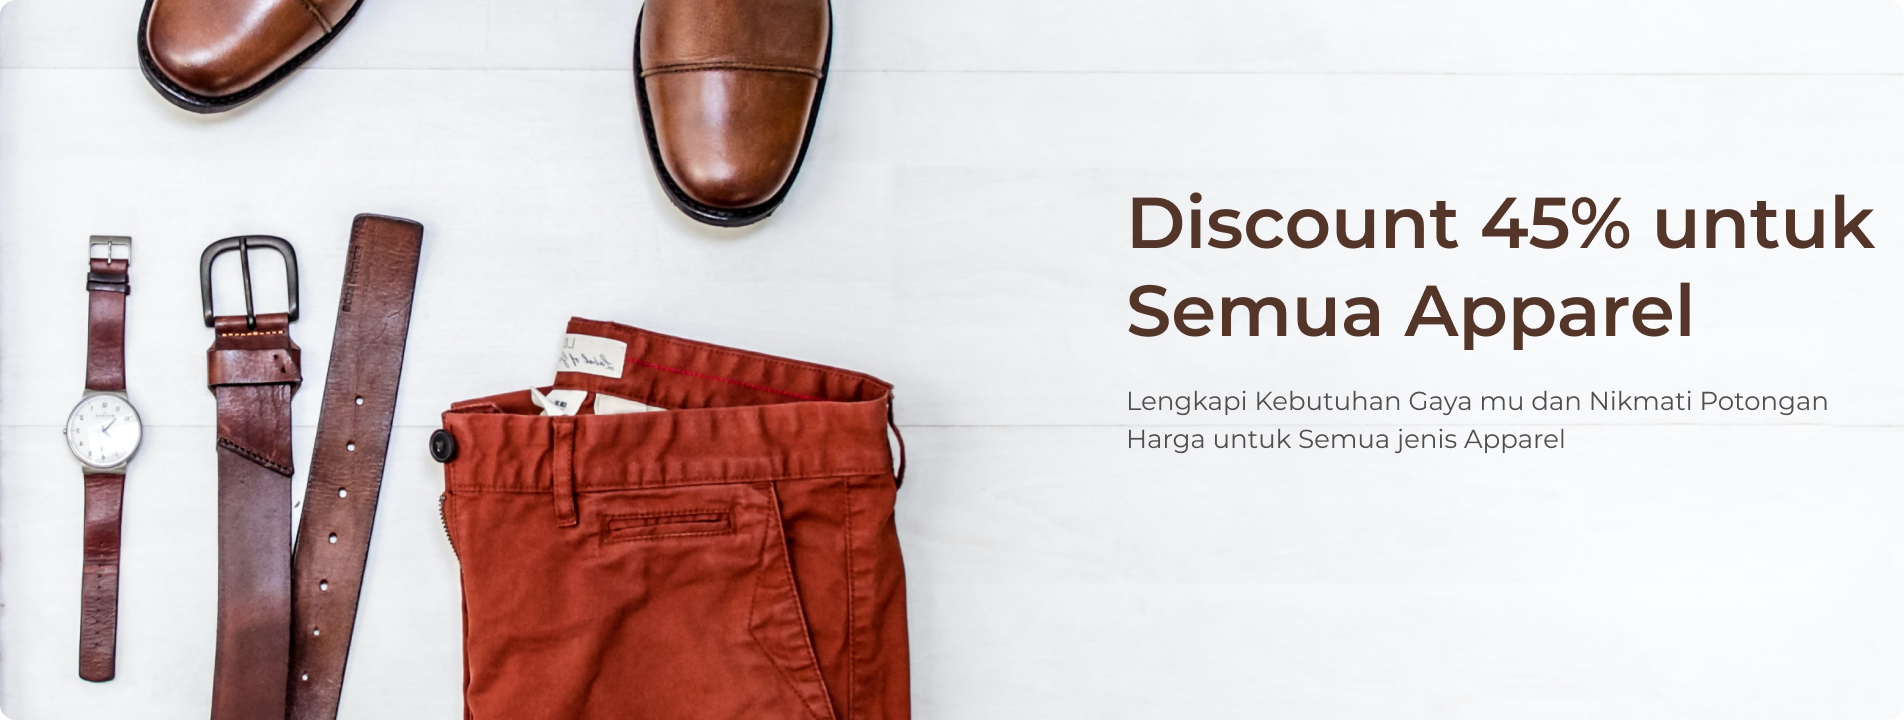 Discount 45% untuk
Semua Apparel
Lengkapi Kebutuhan Gaya mu dan Nikmati Potongan
Harga untuk Semua jenis Apparel